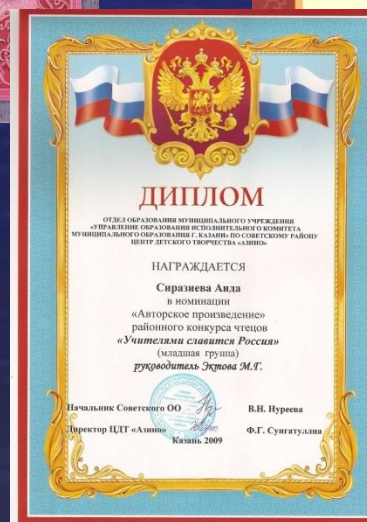 ДИПЛОМ
ОТДЕЛ ОБРАЗОВАНИЯ МУНИЦИПАЛЬНОГО УЧРЕЖДЕНИЯ
«УПРАВЛЕНИЕ ОБРАЗОВАНИЯ ИСПОЛНИТЕЛЬНОГО КОМИТЕТА
МУНИЦИПАЛЬНОГО ОБРАЗОВАНИЯ Г. КАЗАНИ» ПО СОВЕТСКОМУ РАЙОНУ
ЦЕНТР ДЕТСКОГО ТВОРЧЕСТВА «АЗИНО»
НАГРАЖДАЕТСЯ
Сиразиева Аида
в номинации
«Авторское произведение»
районного конкурса чтецов
«Учителями славится Россия»
(младшая группа)
руководитель Эктова М.Г.
Начальник Советского ОО В.Н. Нуреева
Директор ЦДТ «Азино» Ф.Г. Сунгатуллина
Казань 2009